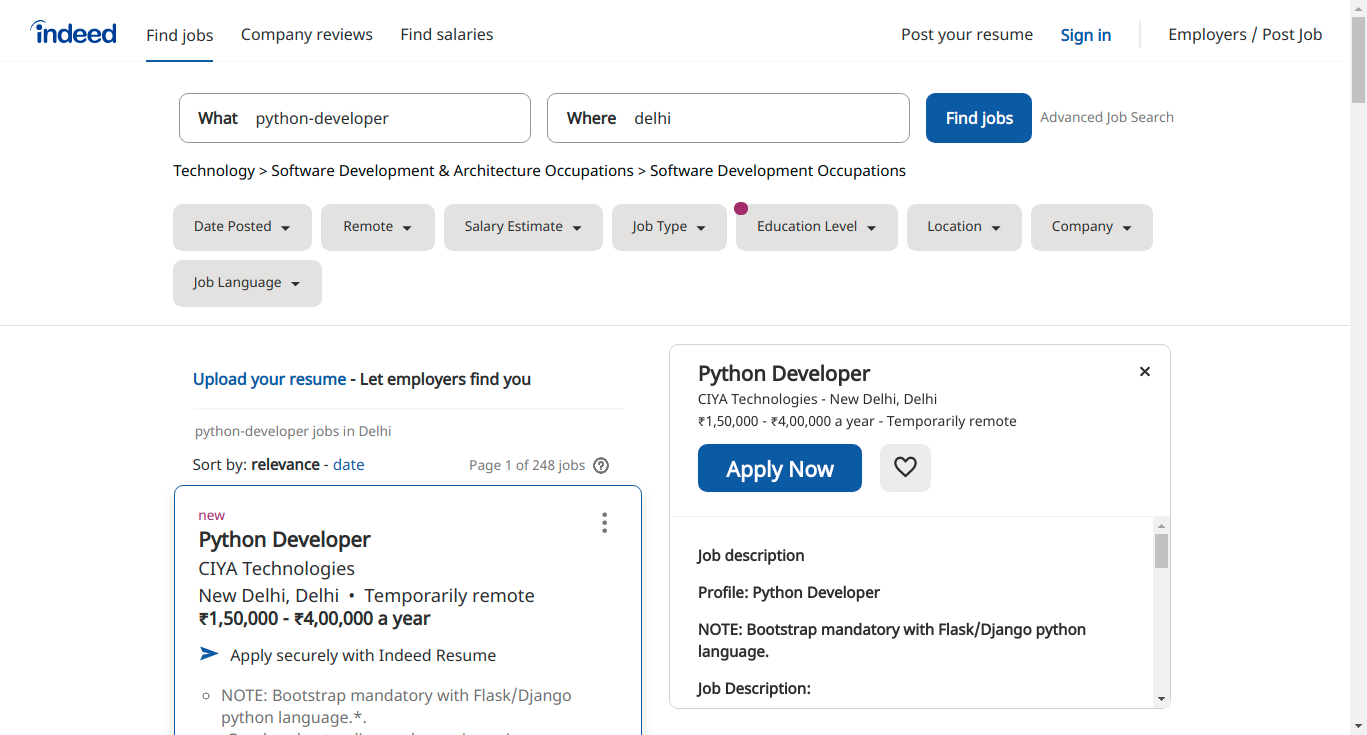 indeed
Find jobs
Company reviews
Find salaries
Post your resume
Sign in
Employers / Post Job
What python-developer
Where delhi
Find jobs
Advanced Job Search
Technology > Software Development & Architecture Occupations > Software Development Occupations
Date Posted
Remote
Salary Estimate
Job Type
Education Level
Location
Company
Job Language
Upload your resume - Let employers find you
python-developer jobs in Delhi
Sort by: relevance - date
Page 1 of 248 jobs ?
new
Python Developer
CIYA Technologies
New Delhi, Delhi • Temporarily remote
₹1,50,000 - ₹4,00,000 a year
Apply securely with Indeed Resume
NOTE: Bootstrap mandatory with Flask/Django
python language.*.
Python Developer
CIYA Technologies - New Delhi, Delhi
₹1,50,000 - ₹4,00,000 a year - Temporarily remote
Apply Now
Job description
Profile: Python Developer
NOTE: Bootstrap mandatory with Flask/Django python
language.
Job Description: